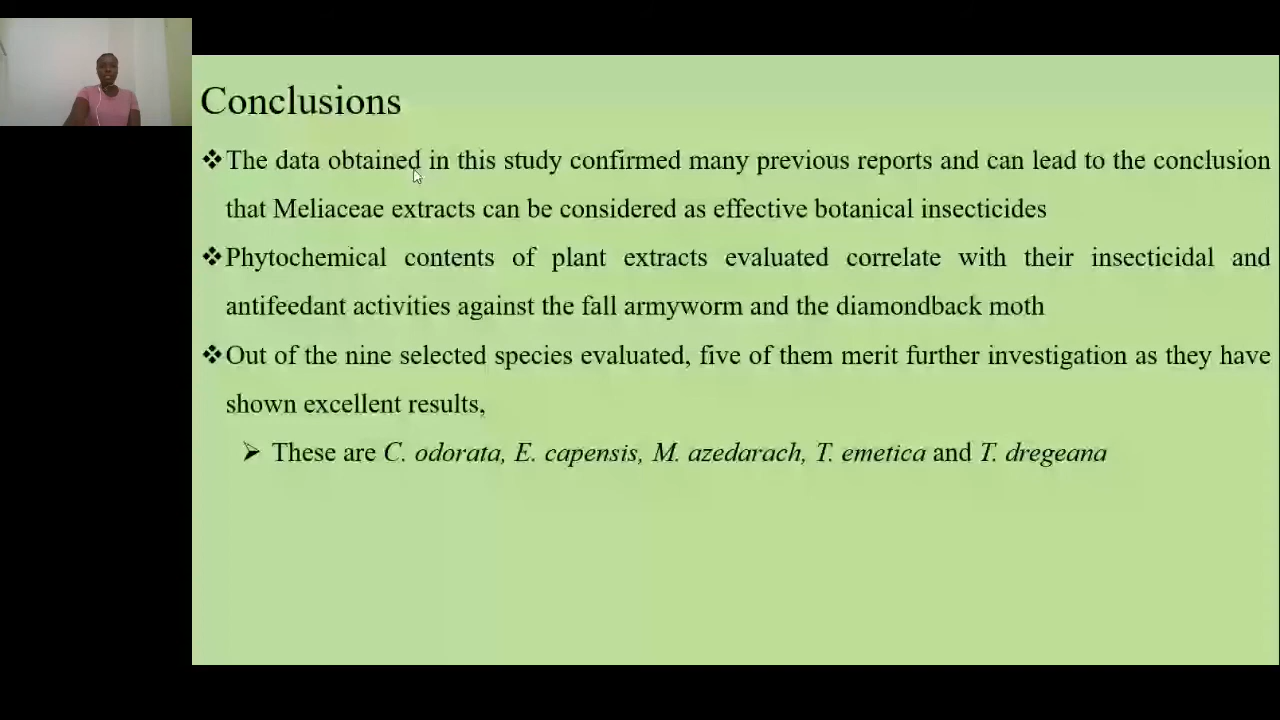 Conclusions
❖The data obtained in this study confirmed many previous reports and can lead to the conclusion
that Meliaceae extracts can be considered as effective botanical insecticides
❖Phytochemical contents of plant extracts evaluated correlate with their insecticidal and
antifeedant activities against the fall armyworm and the diamondback moth
❖Out of the nine selected species evaluated, five of them merit further investigation as they have
shown excellent results,
➢ These are C. odorata, E. capensis, M. azedarach, T. emetica and T. dregeana